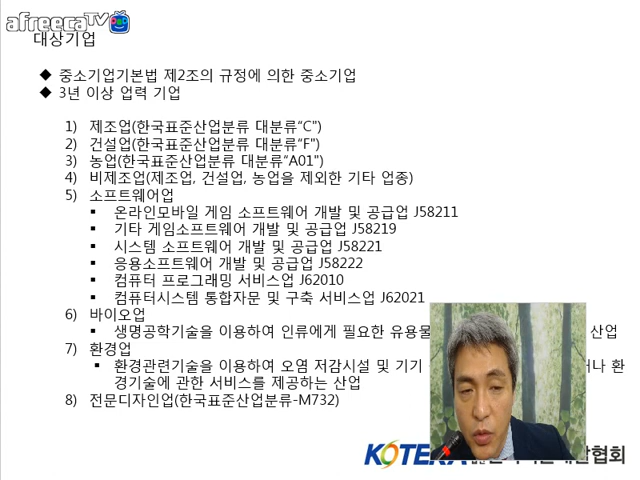 afreecaTV
대상기업
◆ 중소기업기본법 제2조의 규정에 의한 중소기업
◆ 3년 이상 업력 기업
1) 제조업(한국표준산업분류 대분류“C")
2) 건설업(한국표준산업분류 대분류“F")
3) 농업(한국표준산업분류 대분류“A01")
4) 비제조업(제조업, 건설업, 농업을 제외한 기타 업종)
5) 소프트웨어업
▪ 온라인모바일 게임 소프트웨어 개발 및 공급업 J58211
▪ 기타 게임소프트웨어 개발 및 공급업 J58219
▪ 시스템 소프트웨어 개발 및 공급업 J58221
▪ 응용소프트웨어 개발 및 공급업 J58222
▪ 컴퓨터 프로그래밍 서비스업 J62010
▪ 컴퓨터시스템 통합자문 및 구축 서비스업 J62021
6) 바이오업
▪ 생명공학기술을 이용하여 인류에게 필요한 산업
7) 환경업
▪ 환경관련기술을 이용하여 오염 저감시설 및 기기 환
경기술에 관한 서비스를 제공하는 산업
8) 전문디자인업(한국표준산업분류-M732)